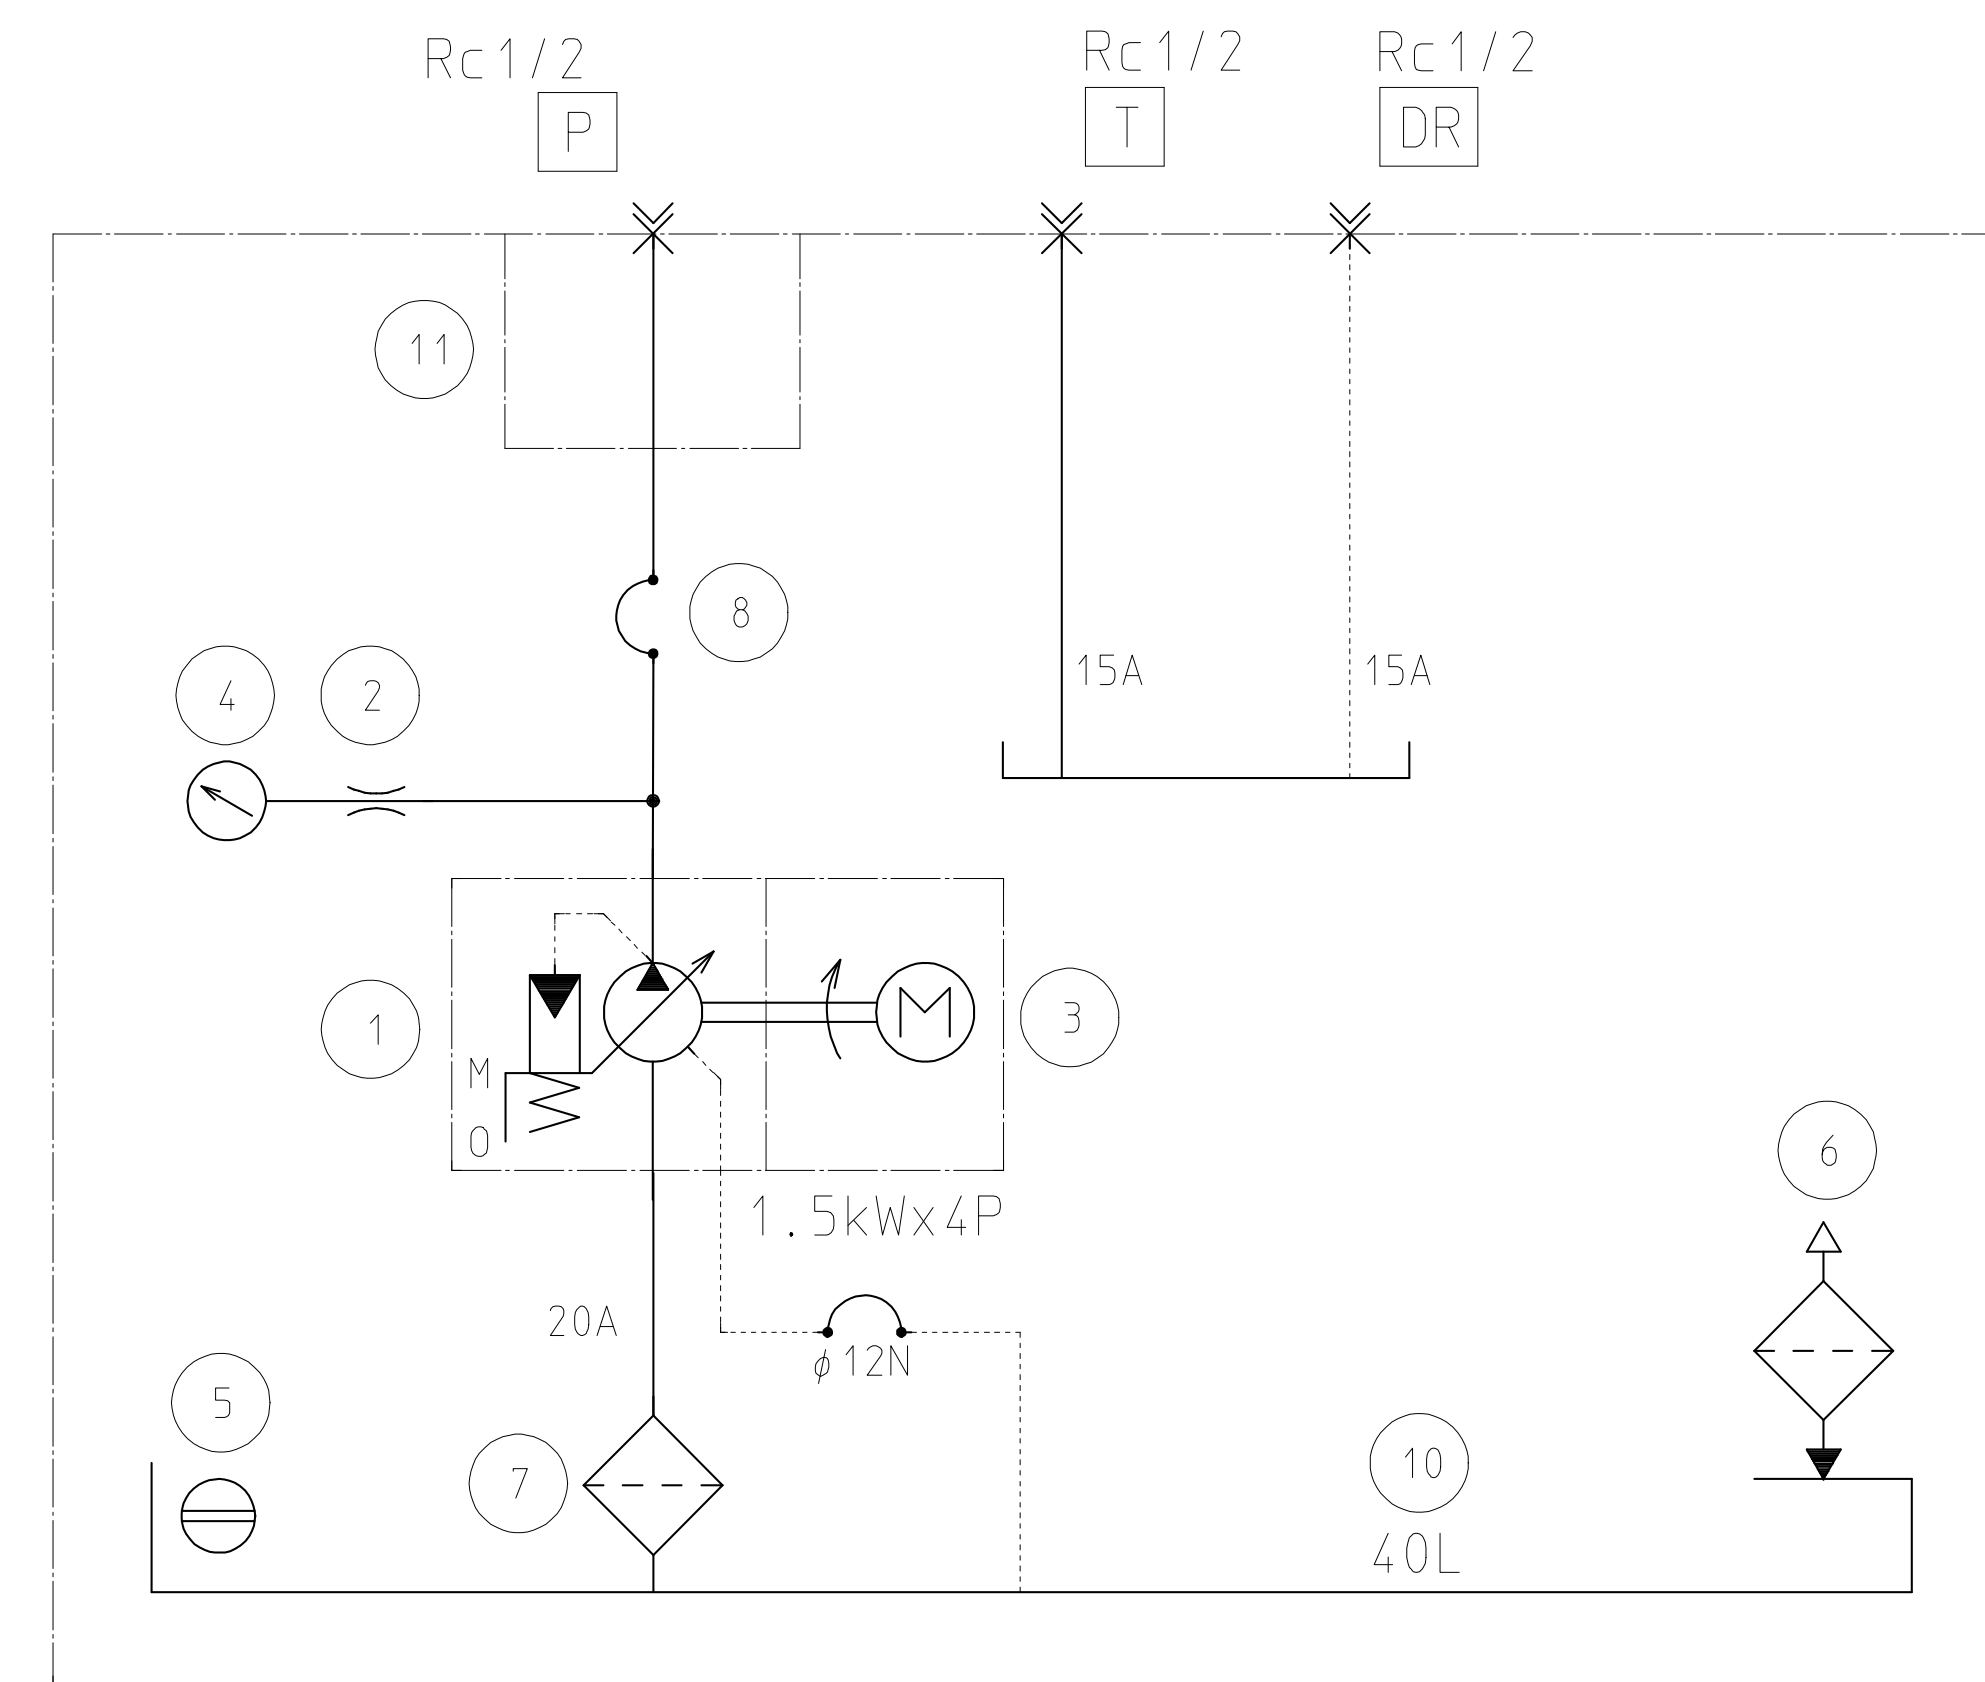 Rc1/2 Rc1/2 Rc1/2
P T DR
11
8
4 2 15A 15A
1 M 3
M
O
6
1.5kWx4P
20A
ϕ12N
5
7 10
40L